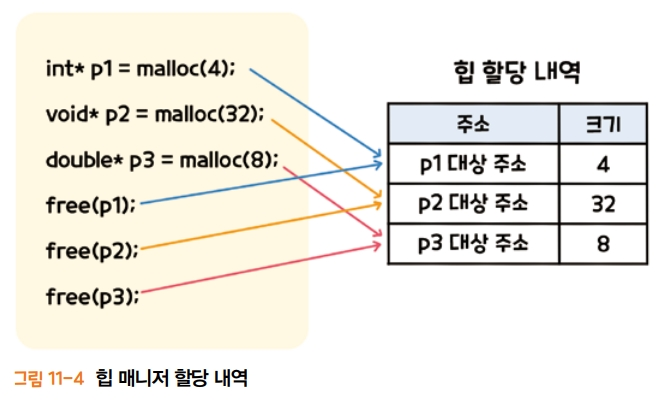 int* p1 = malloc(4);
void* p2 = malloc(32);
double* p3 = malloc(8);
free(p1);
free(p2);
free(p3);
힙 할당 내역
주소 크기
p1 대상 주소 4
p2 대상 주소 32
p3 대상 주소 8
그림 11-4 힙 매니저 할당 내역